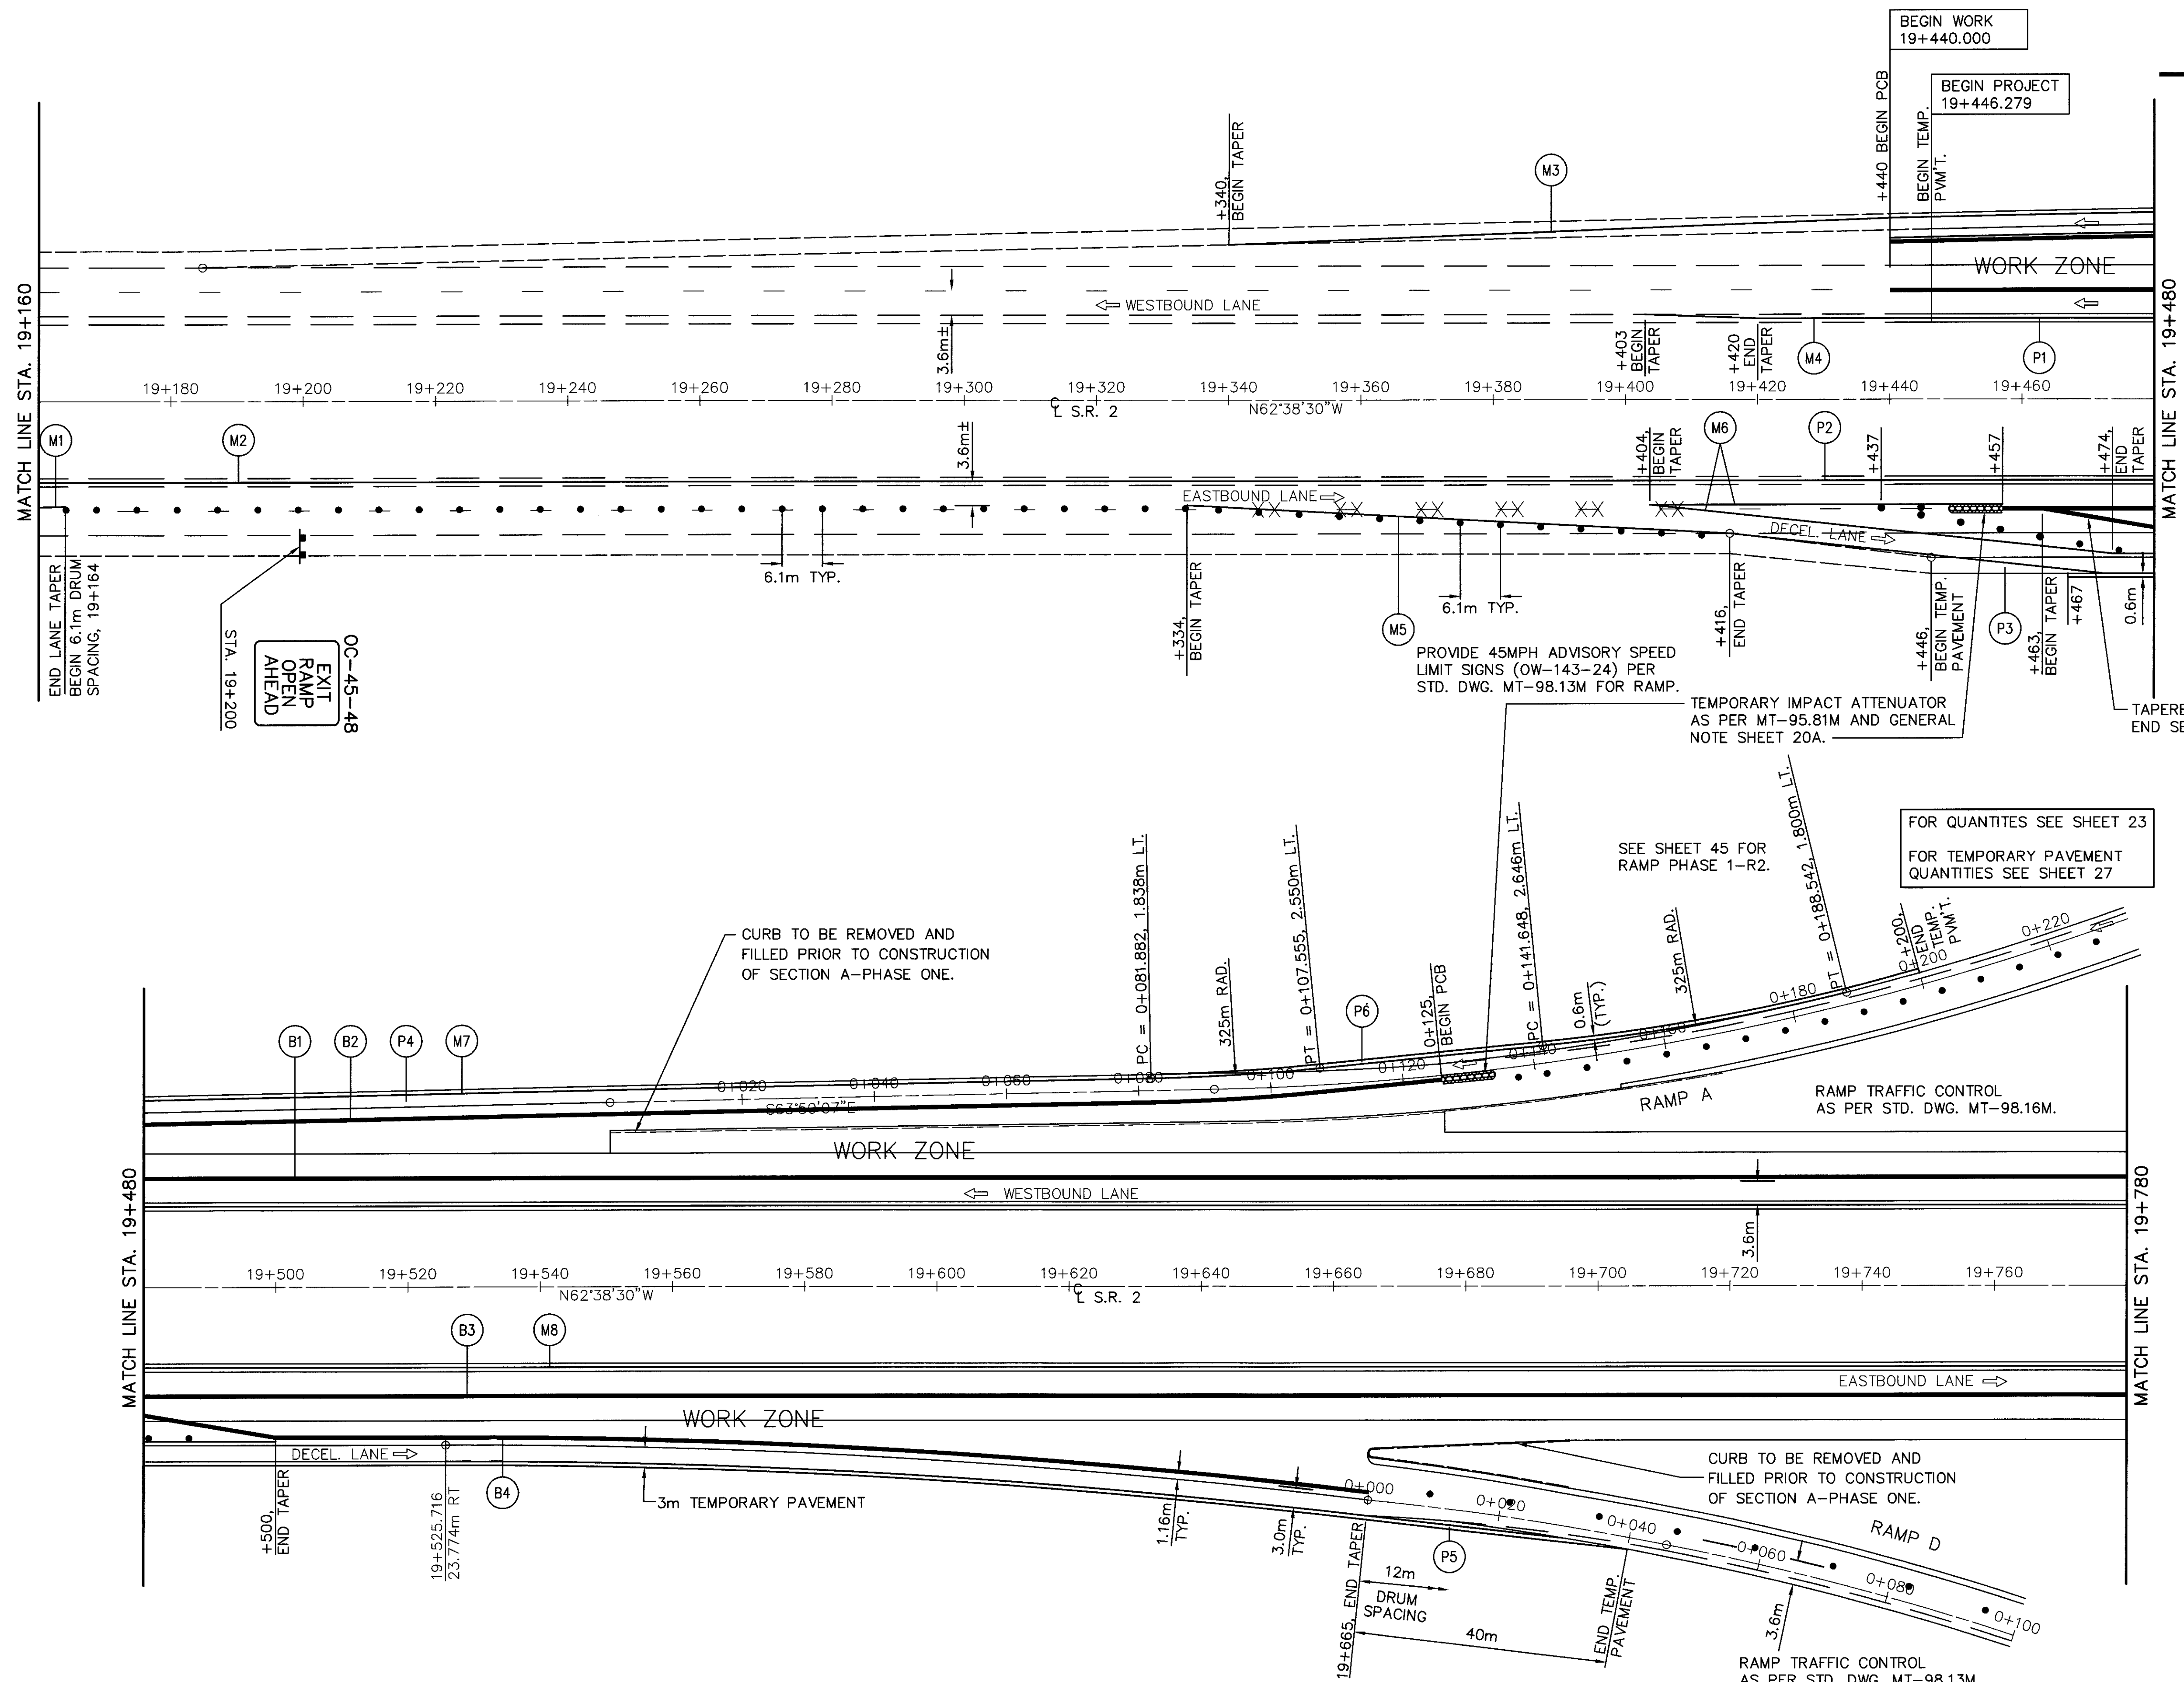 BEGIN WORK
19+440.000
BEGIN PROJECT
19+446.279
+440 BEGIN PCB
BEGIN TEMP.
PVM'T.
+340,
BEGIN TAPER
M3
WORK ZONE
WESTBOUND LANE
3.6m±
+403
BEGIN
TAPER
+420
END
TAPER
M4
P1
MATCH LINE STA. 19+160
MATCH LINE STA. 19+480
19+180
19+200
19+220
19+240
19+260
19+280
19+300
19+320
19+340
19+360
19+380
19+400
19+420
19+440
19+460
℄ S.R. 2
N62°38'30"W
M1
M2
3.6m±
+404,
BEGIN
TAPER
M6
P2
+437
+457
+474,
END
TAPER
EASTBOUND LANE
DECEL. LANE
END LANE TAPER
BEGIN 6.1m DRUM
SPACING, 19+164
STA. 19+200
EXIT
RAMP
OPEN
AHEAD
OC-45-48
6.1m TYP.
+334,
BEGIN TAPER
M5
6.1m TYP.
+416,
END TAPER
+446,
BEGIN TEMP.
PAVEMENT
P3
+463,
BEGIN TAPER
+467
0.6m
PROVIDE 45MPH ADVISORY SPEED
LIMIT SIGNS (OW-143-24) PER
STD. DWG. MT-98.13M FOR RAMP.
TEMPORARY IMPACT ATTENUATOR
AS PER MT-95.81M AND GENERAL
NOTE SHEET 20A.
TAPERE
END SE
FOR QUANTITES SEE SHEET 23
FOR TEMPORARY PAVEMENT
QUANTITIES SEE SHEET 27
SEE SHEET 45 FOR
RAMP PHASE 1-R2.
CURB TO BE REMOVED AND
FILLED PRIOR TO CONSTRUCTION
OF SECTION A-PHASE ONE.
PC = 0+081.882, 1.838m LT.
325m RAD.
PT = 0+107.555, 2.550m LT.
P6
0+125,
BEGIN PCB
PC = 0+141.648, 2.646m LT.
0.6m
(TYP.)
325m RAD.
PT = 0+188.542, 1.800m LT.
+200,
END
TEMP.
PVM'T.
B1
B2
P4
M7
0+020
0+040
0+060
0+080
0+100
0+120
0+140
0+160
0+180
0+200
0+220
S63°50'07"E
RAMP A
RAMP TRAFFIC CONTROL
AS PER STD. DWG. MT-98.16M.
WORK ZONE
WESTBOUND LANE
3.6m
MATCH LINE STA. 19+480
MATCH LINE STA. 19+780
19+500
19+520
19+540
19+560
19+580
19+600
19+620
19+640
19+660
19+680
19+700
19+720
19+740
19+760
N62°38'30"W
℄ S.R. 2
B3
M8
EASTBOUND LANE
WORK ZONE
DECEL. LANE
+500,
END TAPER
19+525.716
23.774m RT
B4
3m TEMPORARY PAVEMENT
1.16m
TYP.
3.0m
TYP.
19+665, END TAPER
0+000
0+020
0+040
0+060
0+080
0+100
P5
12m
DRUM
SPACING
40m
END TEMP.
PAVEMENT
CURB TO BE REMOVED AND
FILLED PRIOR TO CONSTRUCTION
OF SECTION A-PHASE ONE.
RAMP D
3.6m
RAMP TRAFFIC CONTROL
AS PER STD. DWG. MT-98.13M